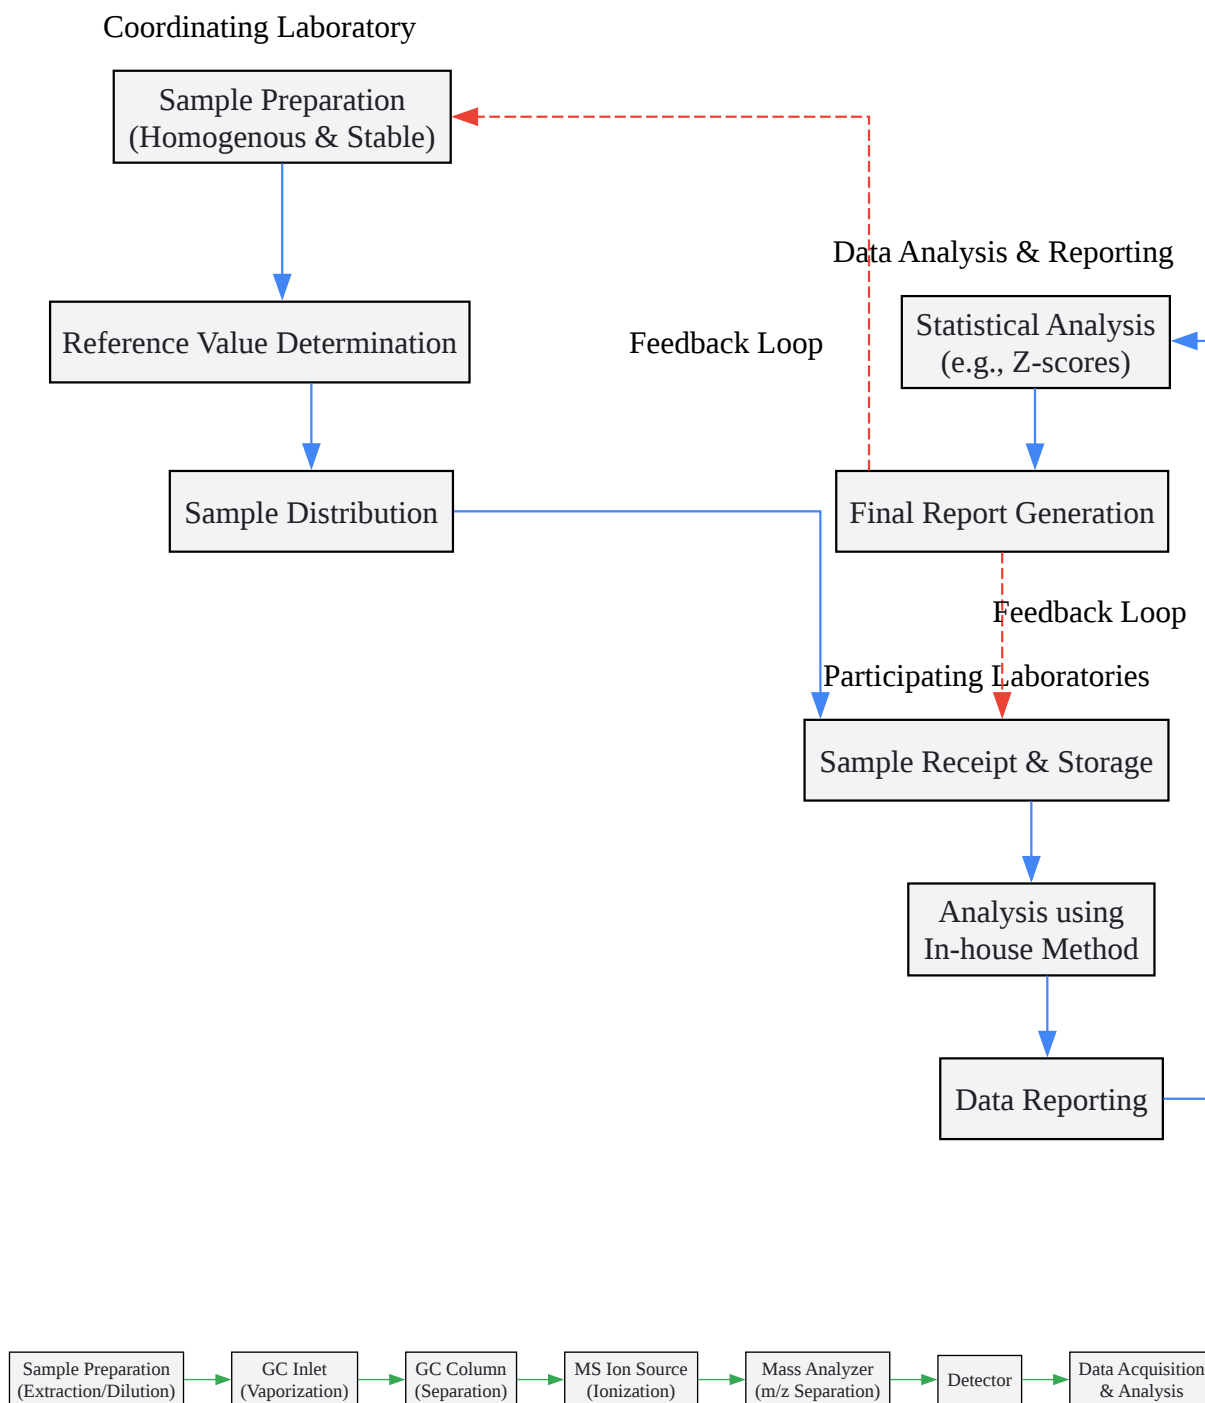 Coordinating Laboratory
Sample Preparation
(Homogenous & Stable)
Reference Value Determination
Sample Distribution
Feedback Loop
Data Analysis & Reporting
Statistical Analysis
(e.g., Z-scores)
Final Report Generation
Feedback Loop
Participating Laboratories
Sample Receipt & Storage
Analysis using
In-house Method
Data Reporting
Sample Preparation
(Extraction/Dilution)
GC Inlet
(Vaporization)
GC Column
(Separation)
MS Ion Source
(Ionization)
Mass Analyzer
(m/z Separation)
Detector
Data Acquisition
& Analysis